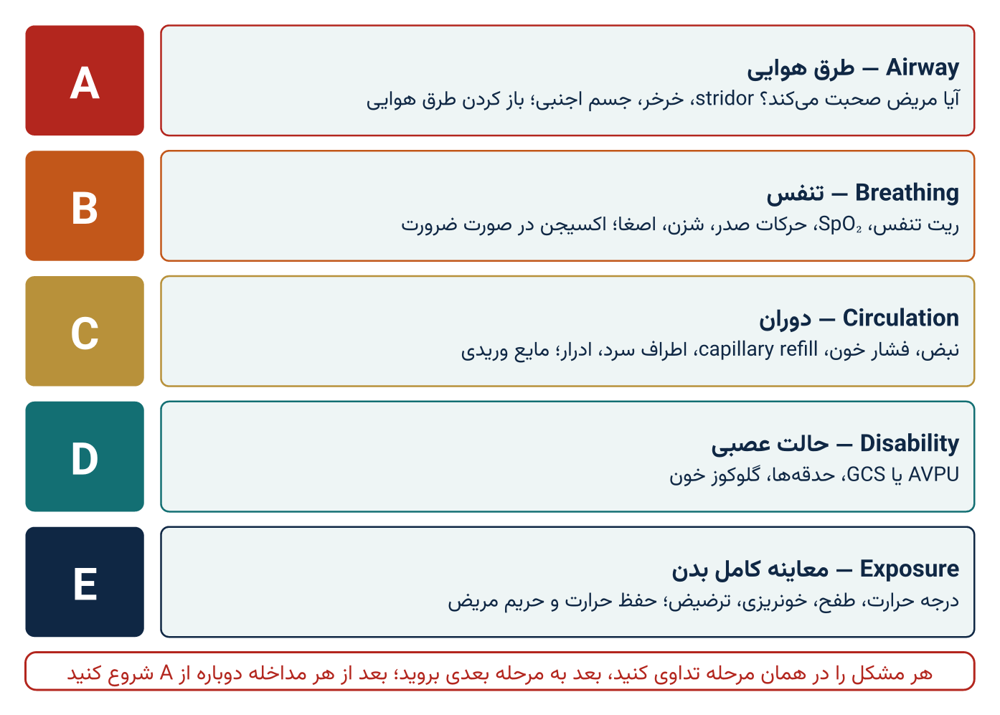 A
Airway — طرق هوایی
آیا مریض صحبت می‌کند؟ stridor، خرخر، جسم اجنبی؛ باز کردن طرق هوایی
B
Breathing — تنفس
ریت تنفس، SpO₂، حرکات صدر، شزن، اصغا؛ اکسیجن در صورت ضرورت
C
Circulation — دوران
نبض، فشار خون، capillary refill، اطراف سرد، ادرار؛ مایع وریدی
D
Disability — حالت عصبی
AVPU یا GCS، حدقه‌ها، گلوکوز خون
E
Exposure — معاینه کامل بدن
درجه حرارت، طفح، خونریزی، ترضیض؛ حفظ حرارت و حریم مریض
هر مشکل را در همان مرحله تداوی کنید، بعد به مرحله بعدی بروید؛ بعد از هر مداخله دوباره از A شروع کنید